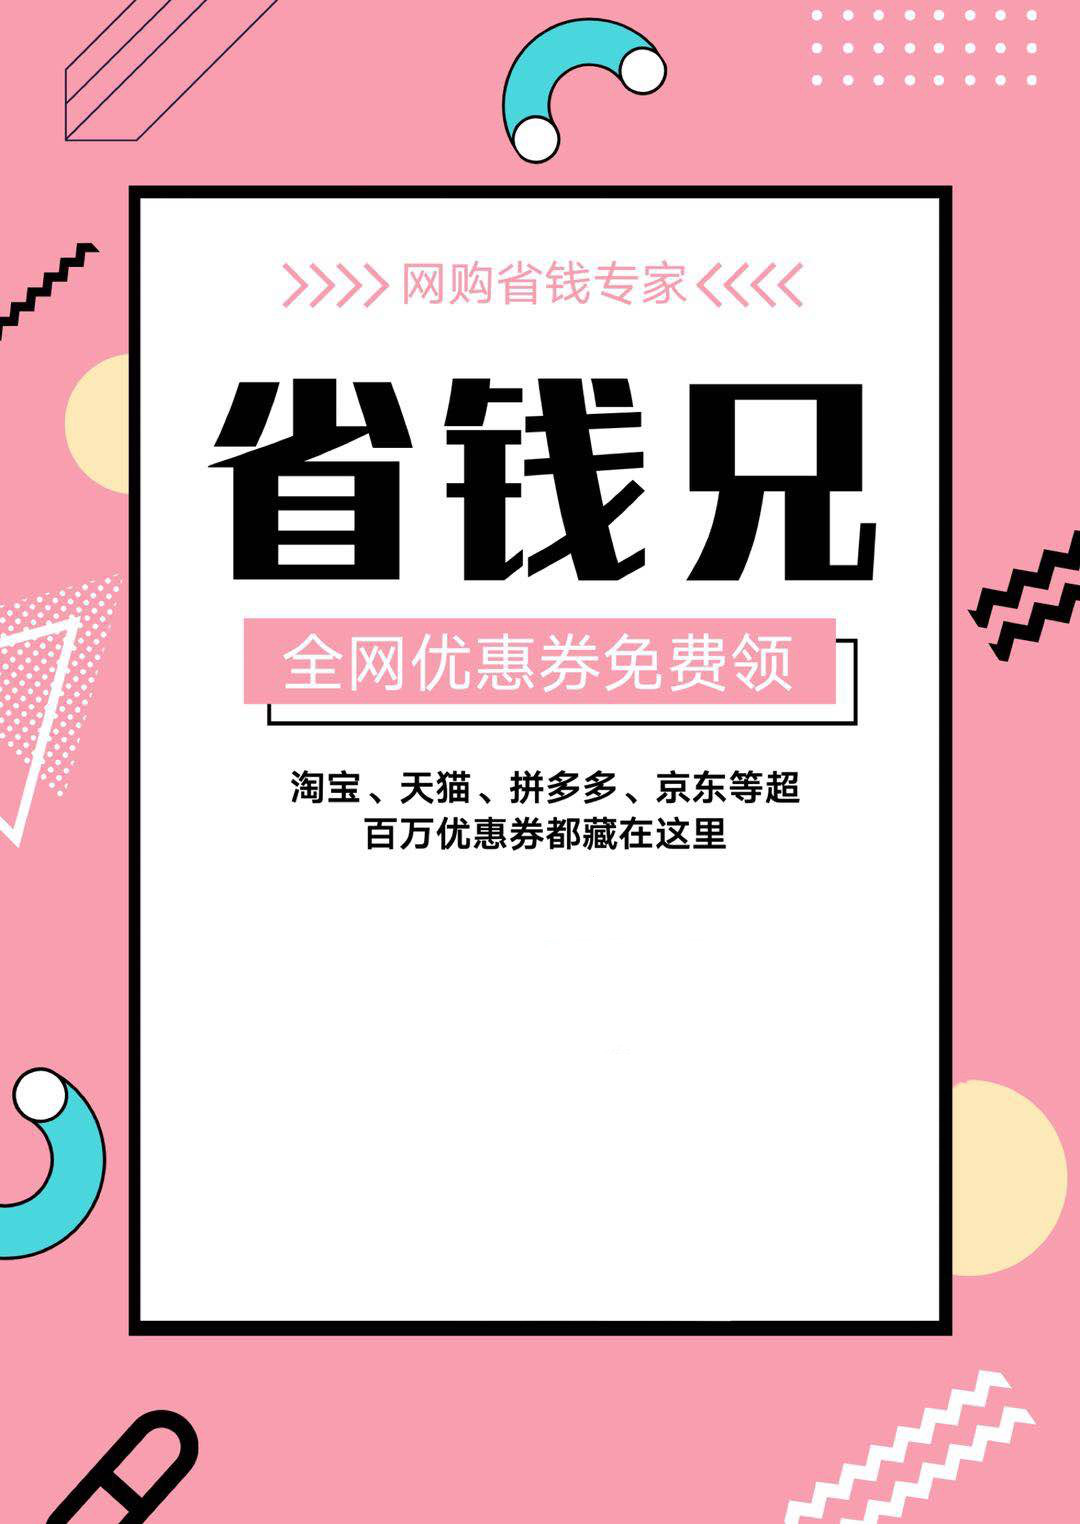 网购省钱专家
省钱兄
全网优惠券免费领
淘宝、天猫、拼多多、京东等超
百万优惠券都藏在这里